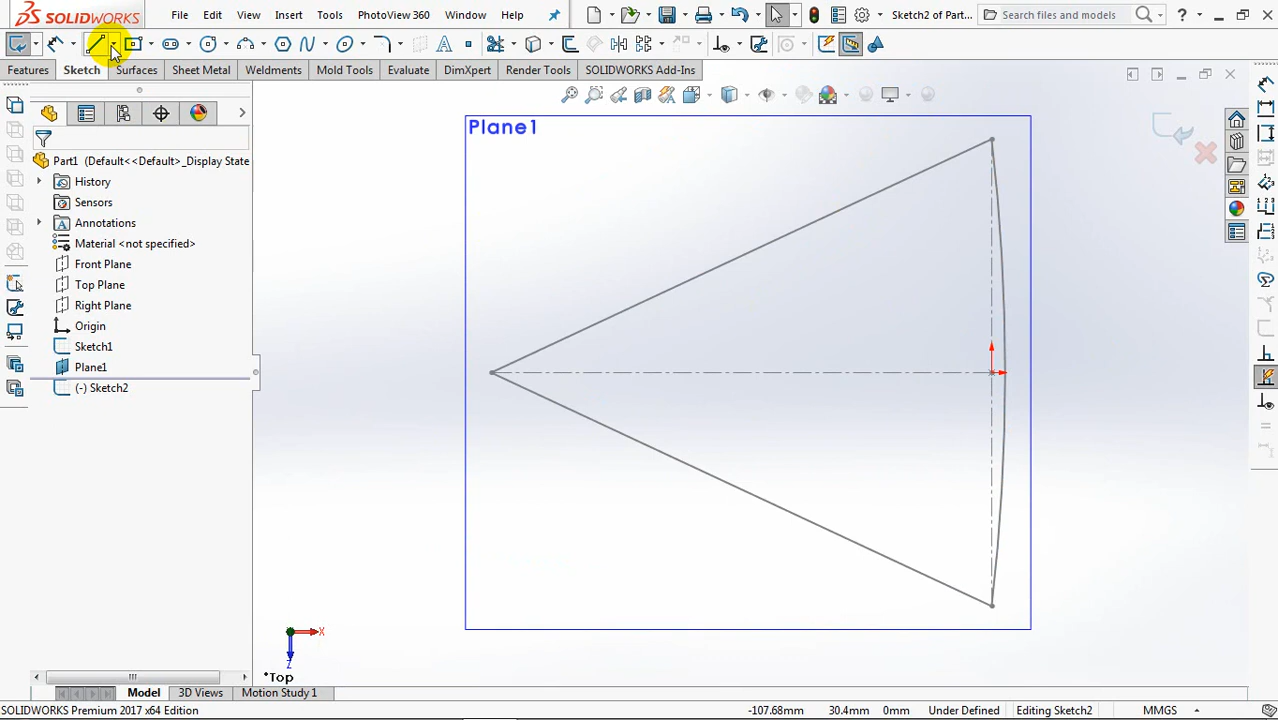 SOLIDWORKS File Edit View Insert Tools PhotoView 360 Window Help Sketch2 of Part... Search files and memories ?
Features Sketch Surfaces Sheet Metal Weldments Mold Tools Evaluate DimXpert Render Tools SOLIDWORKS Add-Ins
Plane1
Part1 (Default<<Default>_Display State
History
Sensors
Annotations
Material <not specified>
Front Plane
Top Plane
Right Plane
Origin
Sketch1
Plane1
(-) Sketch2
X
Z
*Top
Model 3D Views Motion Study 1
SOLIDWORKS Premium 2017 x64 Edition -107.68mm 30.4mm 0mm Under Defined Editing Sketch2 MMGS